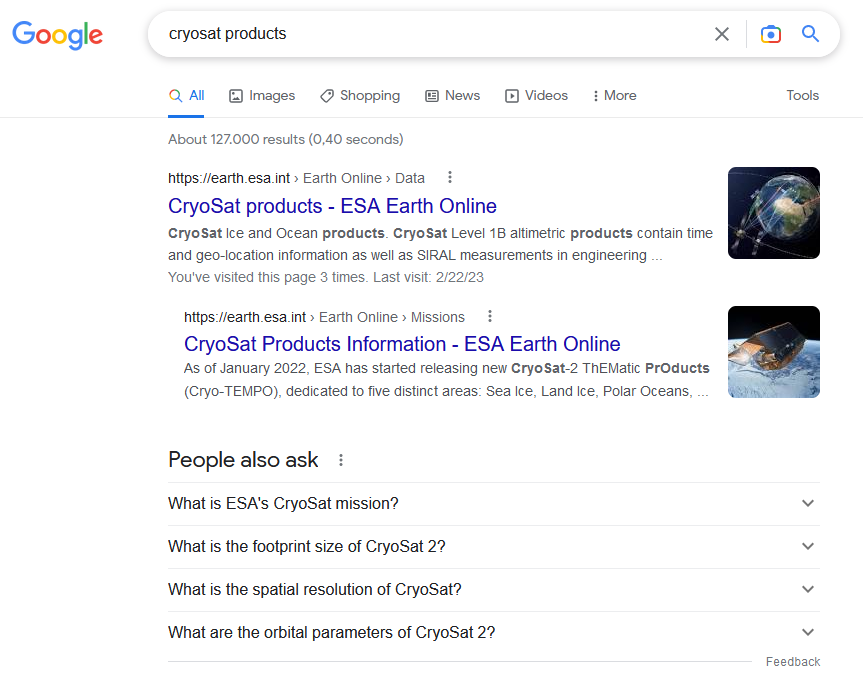 Google
cryosat products
All Images Shopping News Videos More Tools
About 127.000 results (0,40 seconds)
https://earth.esa.int › Earth Online › Data
CryoSat products - ESA Earth Online
CryoSat Ice and Ocean products. CryoSat Level 1B altimetric products contain time
and geo-location information as well as SIRAL measurements in engineering ...
You've visited this page 3 times. Last visit: 2/22/23
https://earth.esa.int › Earth Online › Missions
CryoSat Products Information - ESA Earth Online
As of January 2022, ESA has started releasing new CryoSat-2 ThEMatic PrOducts
(Cryo-TEMPO), dedicated to five distinct areas: Sea Ice, Land Ice, Polar Oceans, ...
People also ask
What is ESA's CryoSat mission?
What is the footprint size of CryoSat 2?
What is the spatial resolution of CryoSat?
What are the orbital parameters of CryoSat 2?
Feedback